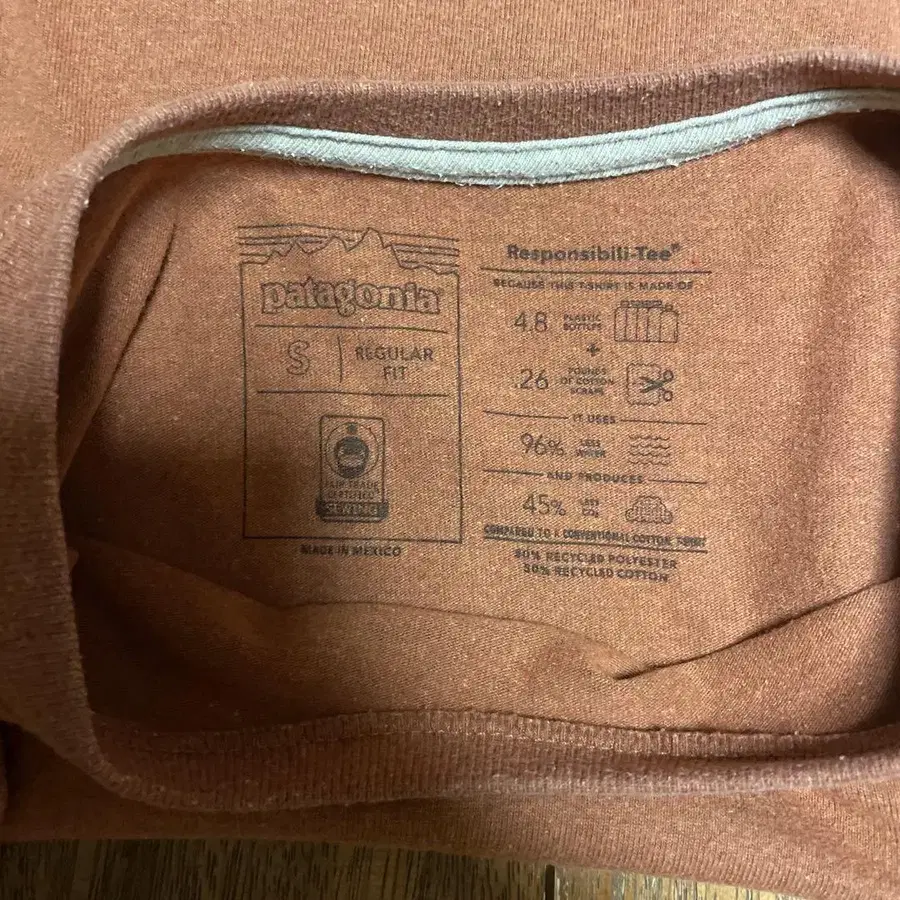 patagonia
S
REGULAR
FIT
FAIR TRADE
CERTIFIED
SEWING
MADE IN MEXICO
Responsibili-Tee®
BECAUSE THIS T-SHIRT IS MADE OF
4.8 PLASTIC
BOTTLES
+
.26 POUNDS
OF COTTON
SCRAPS
IT USES
96% LESS
WATER
AND PRODUCES
45% LESS
CO₂
COMPARED TO A CONVENTIONAL COTTON T-SHIRT
50% RECYCLED POLYESTER
50% RECYCLED COTTON